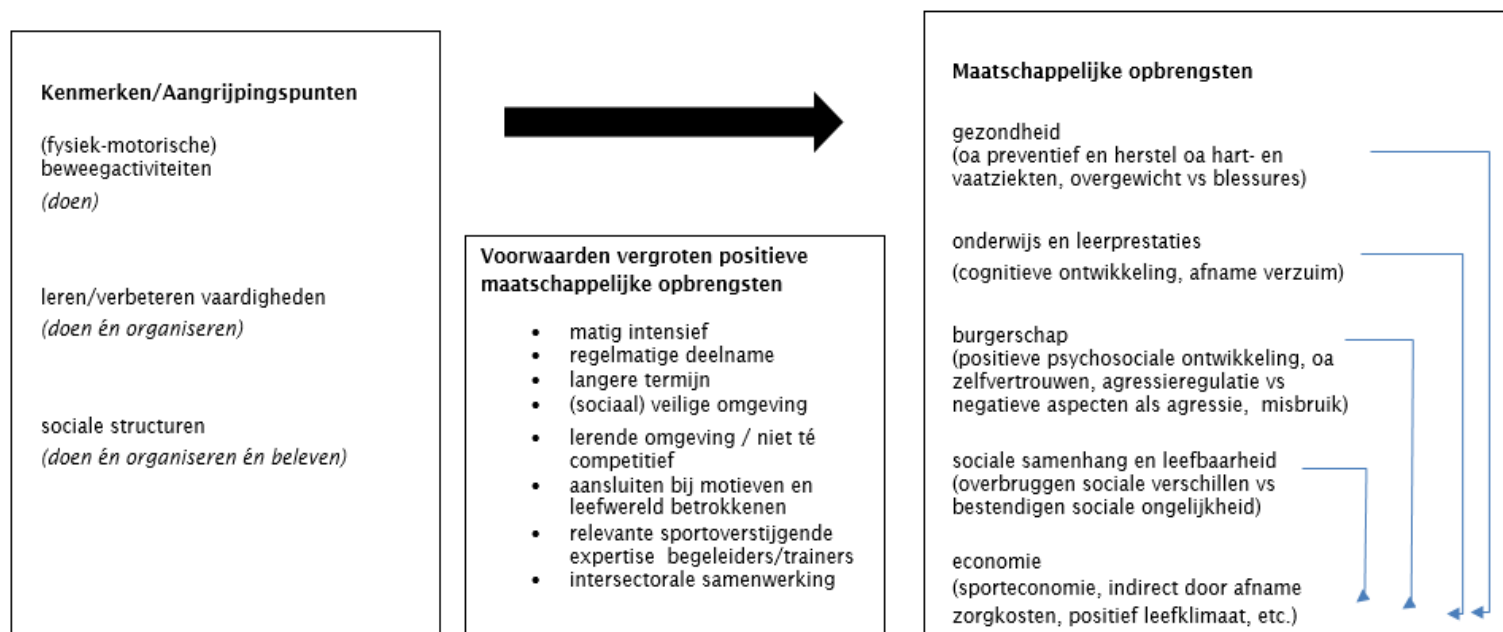 Kenmerken/Aangrijpingspunten
(fysiek-motorische)
beweegactiviteiten
(doen)
leren/verbeteren vaardigheden
(doen én organiseren)
sociale structuren
(doen én organiseren én beleven)
Voorwaarden vergroten positieve
maatschappelijke opbrengsten
• matig intensief
• regelmatige deelname
• langere termijn
• (sociaal) veilige omgeving
• lerende omgeving / niet té
competitief
• aansluiten bij motieven en
leefwereld betrokkenen
• relevante sportoverstijgende
expertise begeleiders/trainers
• intersectorale samenwerking
Maatschappelijke opbrengsten
gezondheid
(oa preventief en herstel oa hart- en
vaatziekten, overgewicht vs blessures)
onderwijs en leerprestaties
(cognitieve ontwikkeling, afname verzuim)
burgerschap
(positieve psychosociale ontwikkeling, oa
zelfvertrouwen, agressieregulatie vs
negatieve aspecten als agressie, misbruik)
sociale samenhang en leefbaarheid
(overbruggen sociale verschillen vs
bestendigen sociale ongelijkheid)
economie
(sporteconomie, indirect door afname
zorgkosten, positief leefklimaat, etc.)